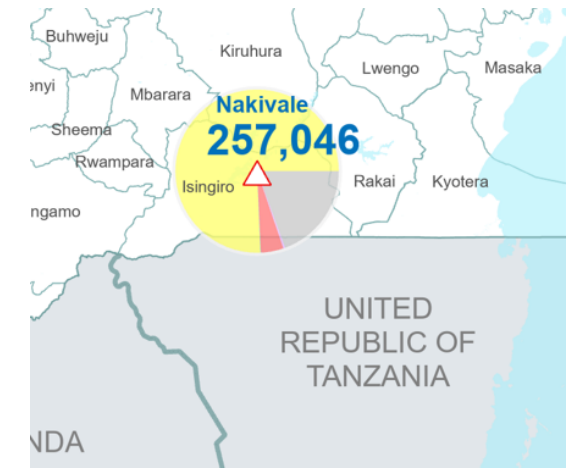 Buhweju
Kiruhura
Lwengo
Masaka
enyi
Mbarara
Nakivale
257,046
Sheema
Rwampara
Isingiro
Rakai
Kyotera
ngamo
UNITED
REPUBLIC OF
TANZANIA
NDA